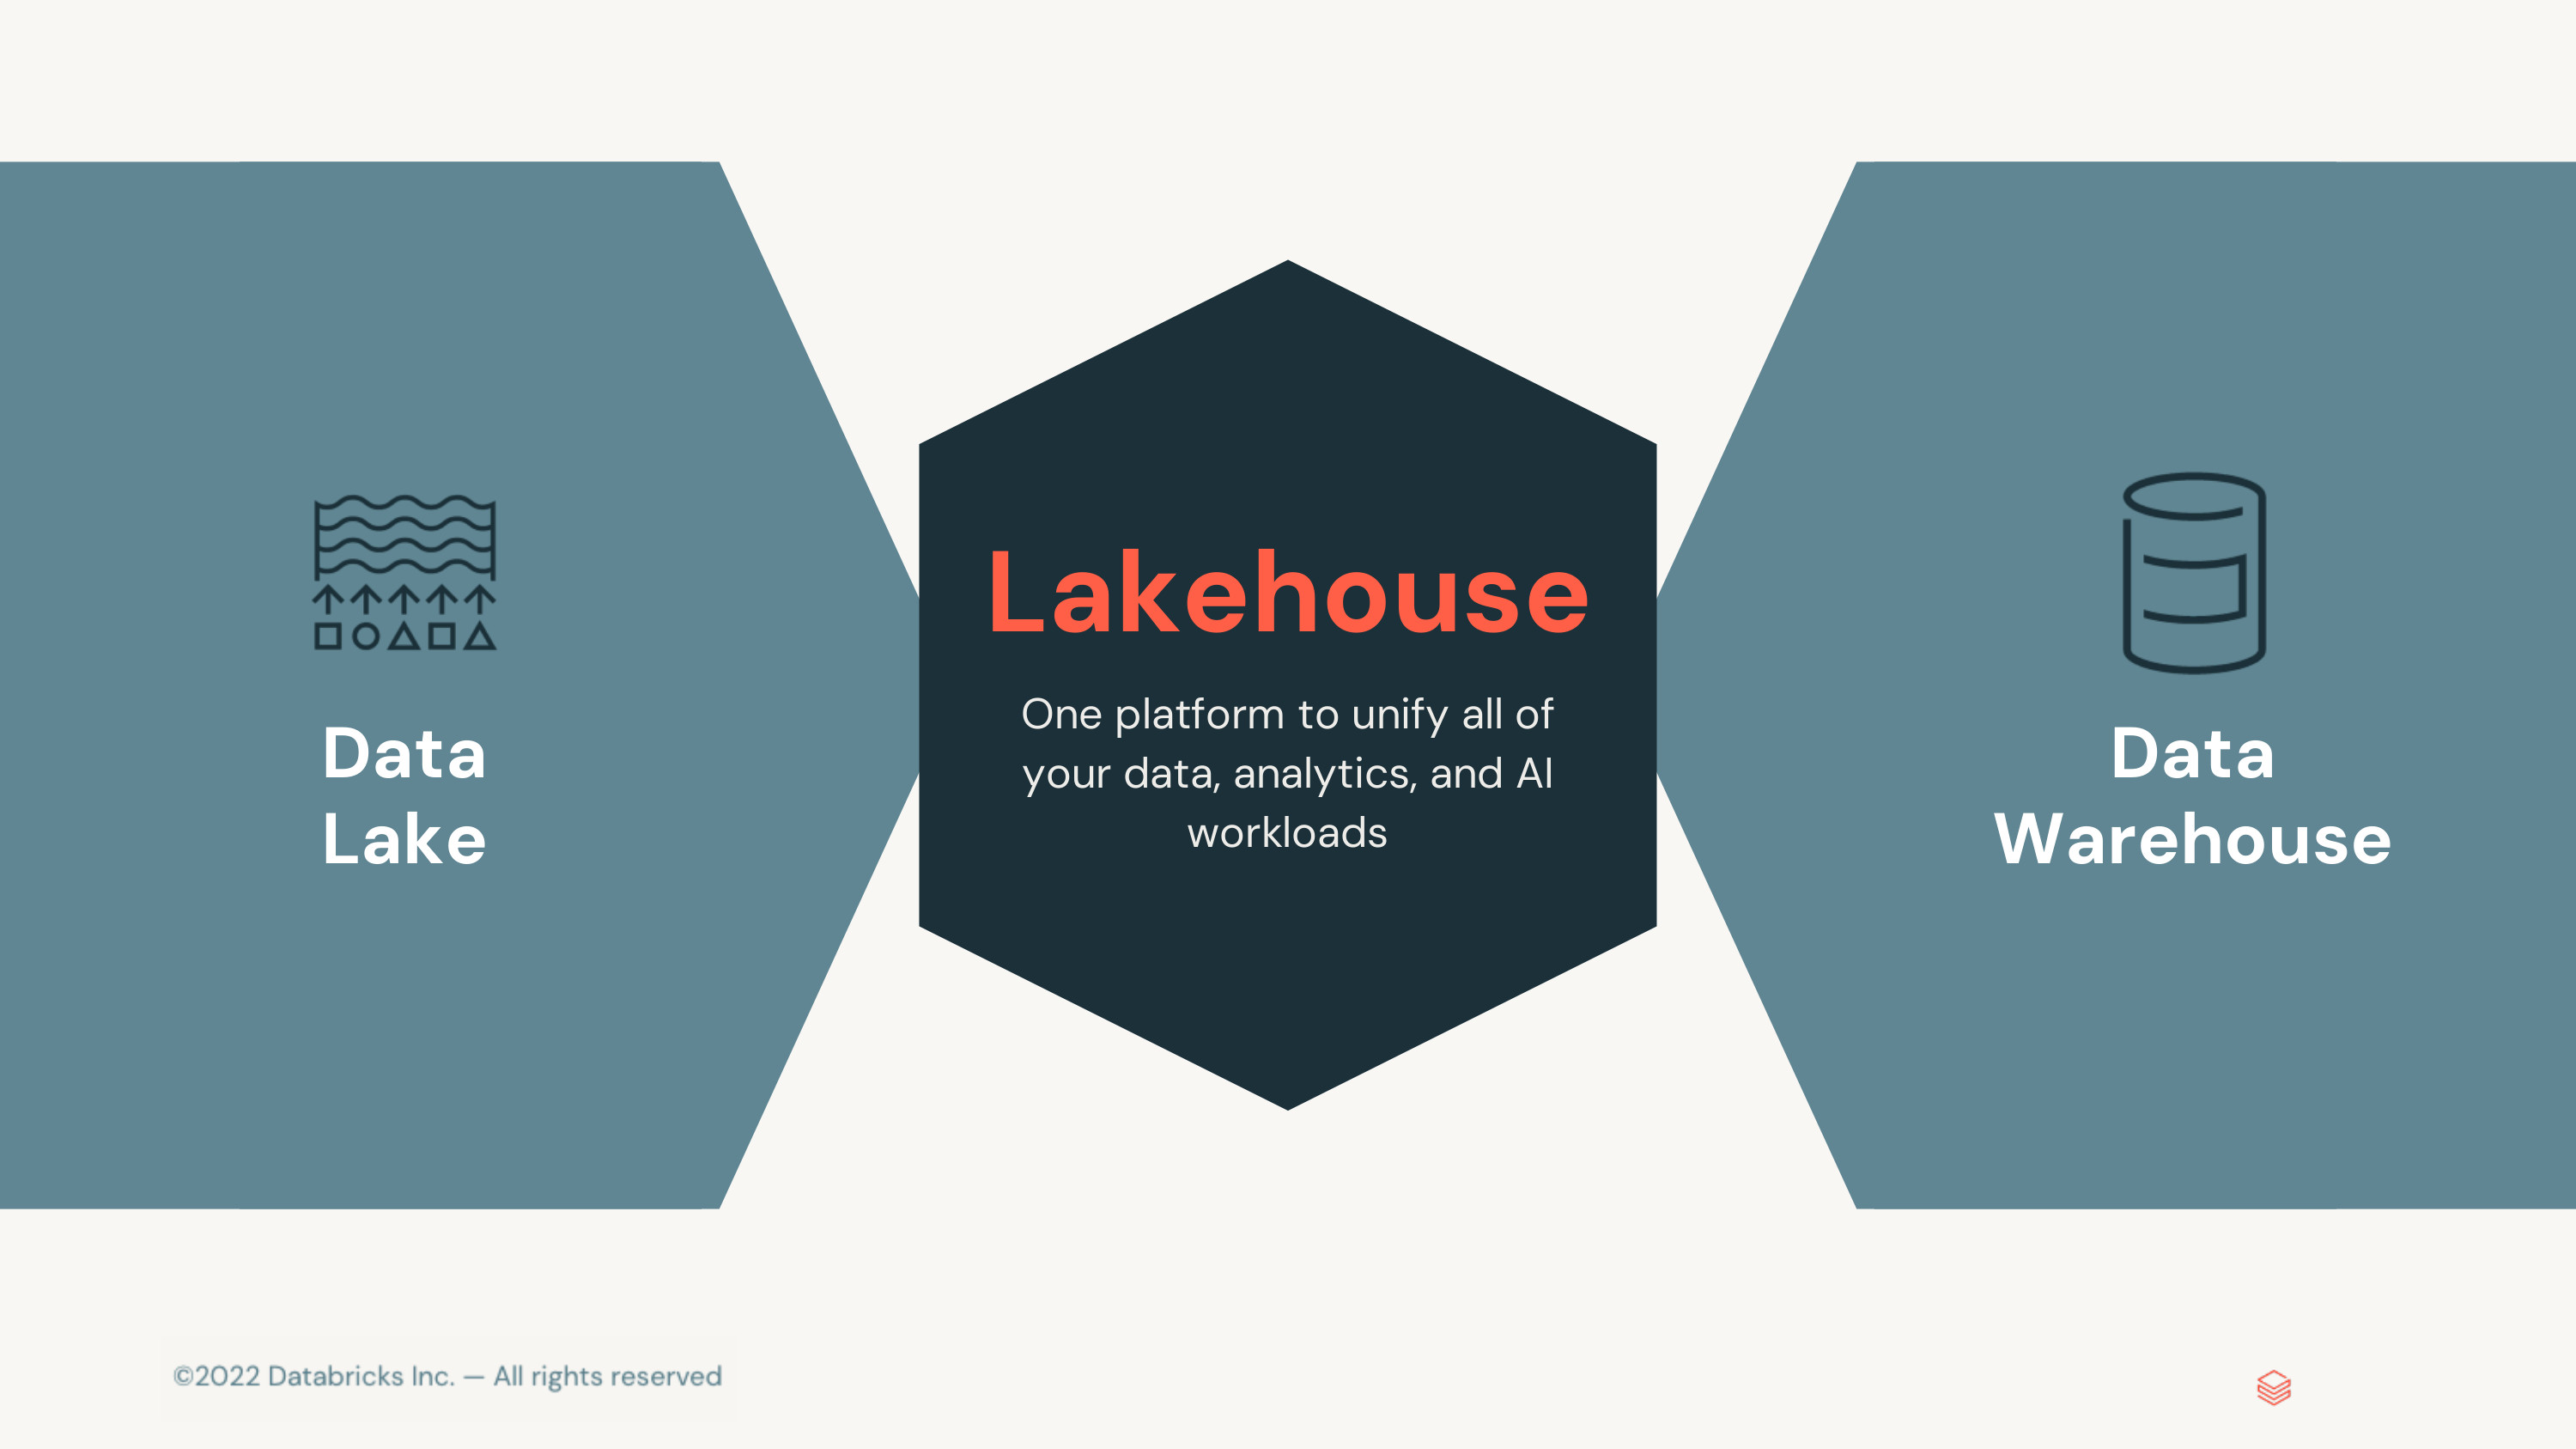 Data
Lake
Lakehouse
One platform to unify all of
your data, analytics, and AI
workloads
Data
Warehouse
©2022 Databricks Inc. — All rights reserved